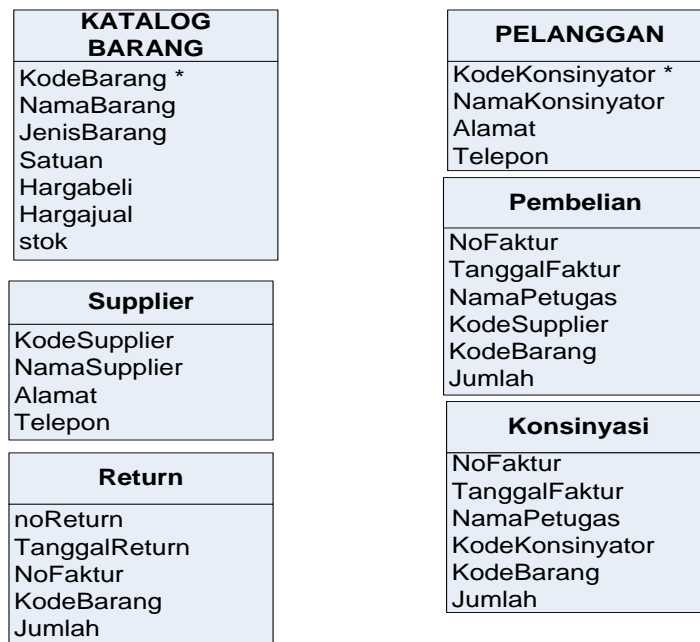 KATALOG
BARANG
KodeBarang *
NamaBarang
JenisBarang
Satuan
Hargabeli
Hargajual
stok
Supplier
KodeSupplier
NamaSupplier
Alamat
Telepon
Return
noReturn
TanggalReturn
NoFaktur
KodeBarang
Jumlah
PELANGGAN
KodeKonsinyator *
NamaKonsinyator
Alamat
Telepon
Pembelian
NoFaktur
TanggalFaktur
NamaPetugas
KodeSupplier
KodeBarang
Jumlah
Konsinyasi
NoFaktur
TanggalFaktur
NamaPetugas
KodeKonsinyator
KodeBarang
Jumlah